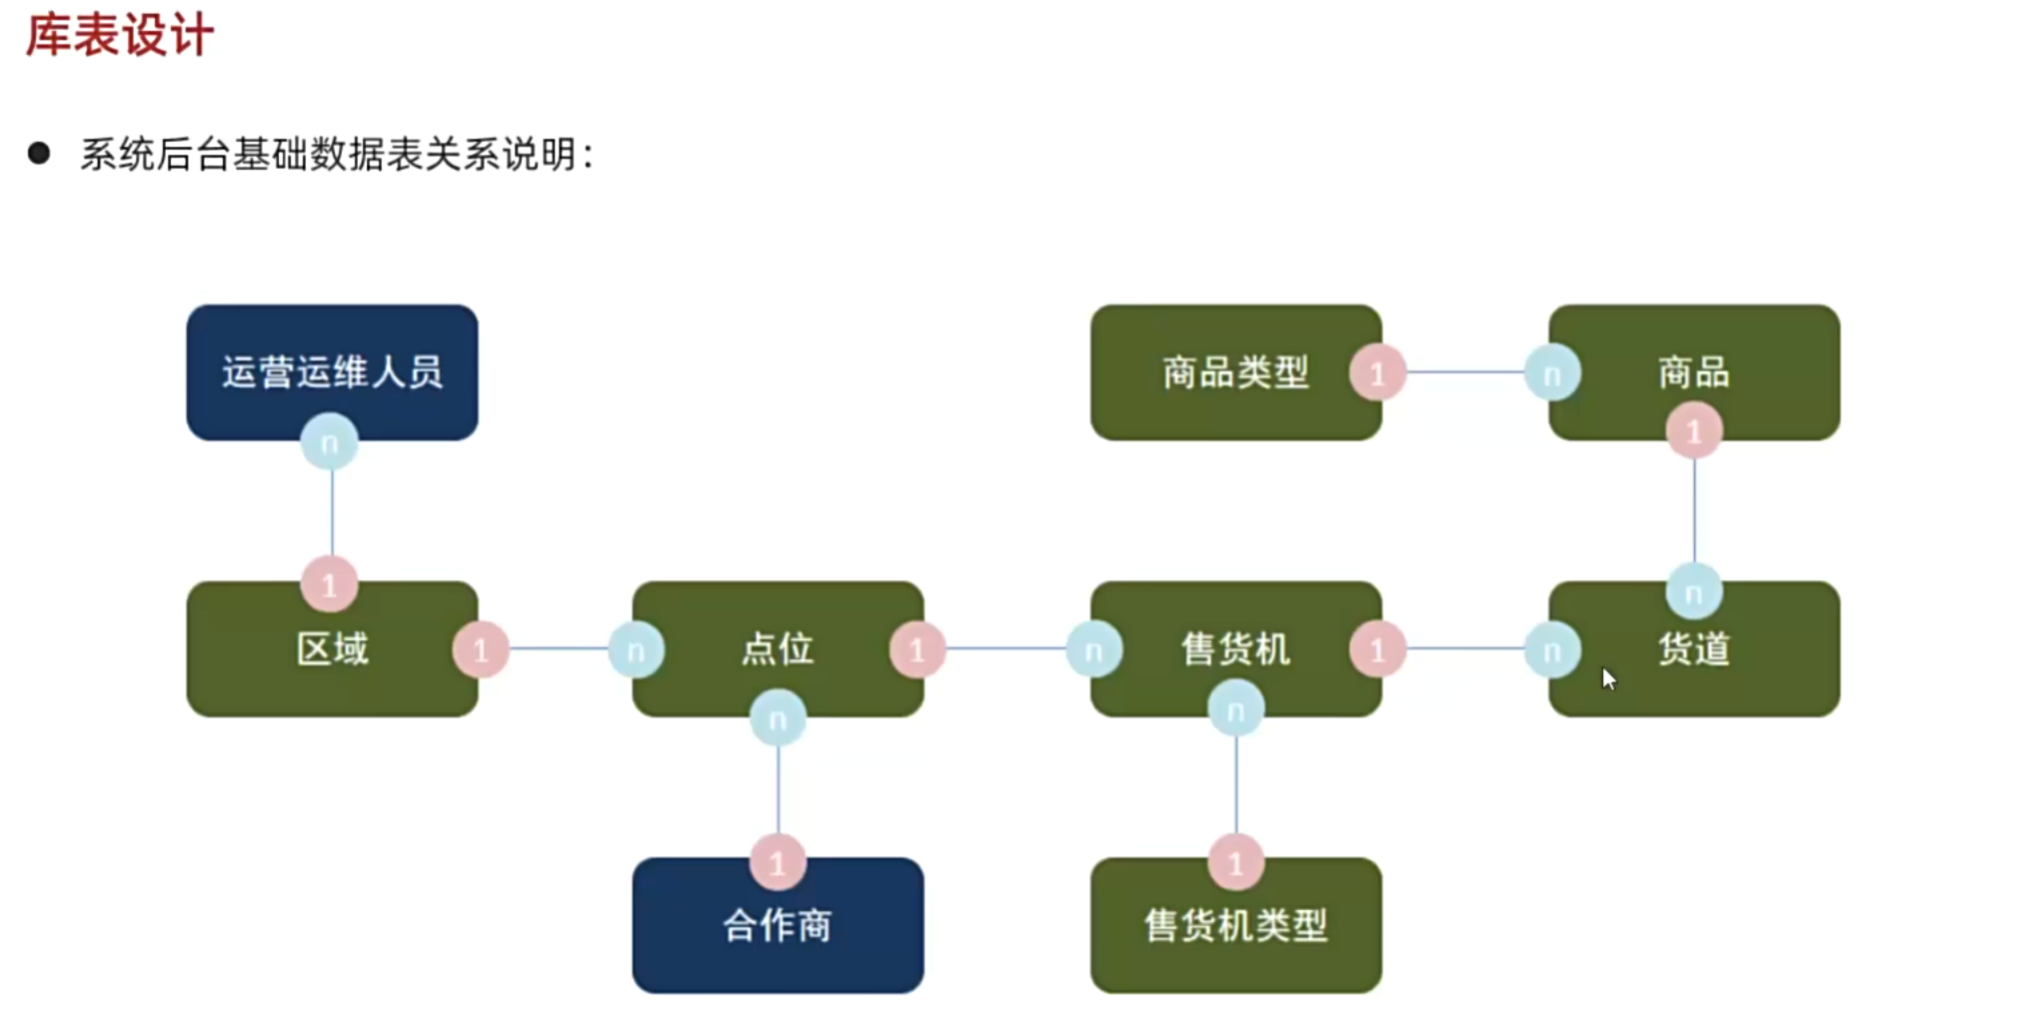 库表设计
● 系统后台基础数据表关系说明：
运营运维人员
n
商品类型
1
n
商品
1
1
区域
1
n
点位
1
n
n
售货机
1
n
n
货道
n
1
合作商
1
售货机类型